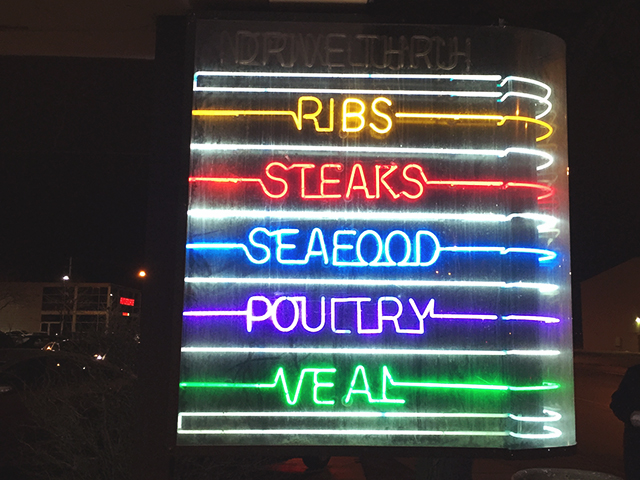 DRIVE THRU
RIBS
STEAKS
SEAFOOD
POULTRY
VEAL